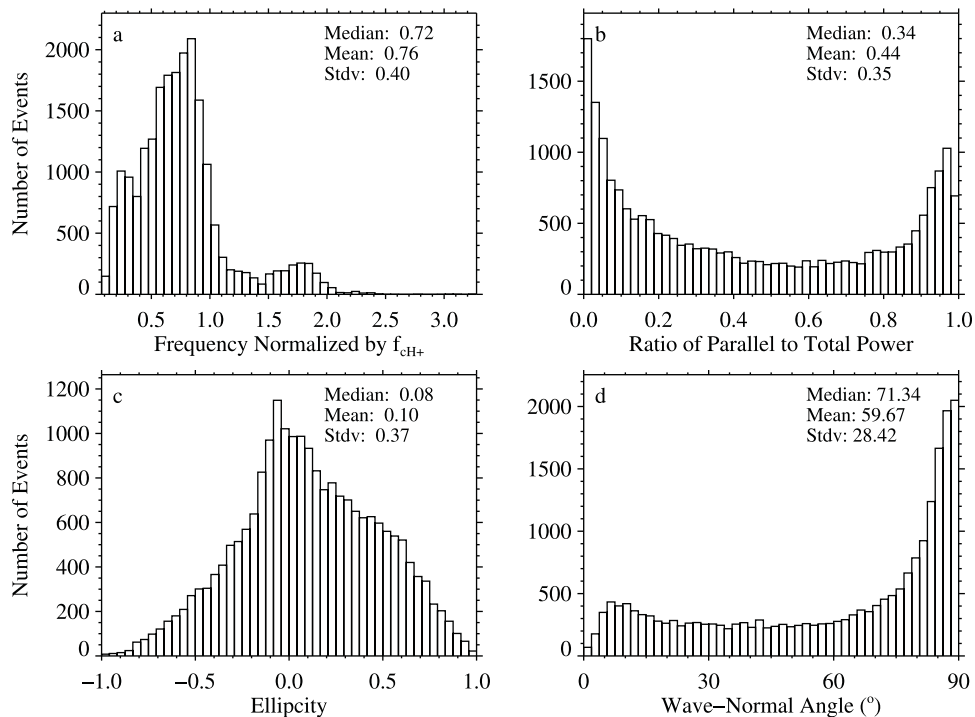 a
Median: 0.72
Mean: 0.76
Stdv: 0.40
Number of Events
2000
1500
1000
500
0
0.5 1.0 1.5 2.0 2.5 3.0
Frequency Normalized by fcH+
b
Median: 0.34
Mean: 0.44
Stdv: 0.35
1500
1000
500
0
0.0 0.2 0.4 0.6 0.8 1.0
Ratio of Parallel to Total Power
c
Median: 0.08
Mean: 0.10
Stdv: 0.37
Number of Events
1200
1000
800
600
400
200
0
−1.0 −0.5 0.0 0.5 1.0
Ellipcity
d
Median: 71.34
Mean: 59.67
Stdv: 28.42
2000
1500
1000
500
0
0 30 60 90
Wave−Normal Angle (°)